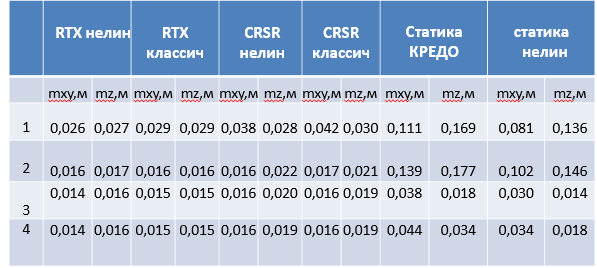 RTX нелин RTX классич CRSR нелин CRSR классич Статика КРЕДО статика нелин
mxy,м mz,м mxy,м mz,м mxy,м mz,м mxy,м mz,м mxy,м mz,м mxy,м mz,м
1 0,026 0,027 0,029 0,029 0,038 0,028 0,042 0,030 0,111 0,169 0,081 0,136
2 0,016 0,017 0,016 0,016 0,016 0,022 0,017 0,021 0,139 0,177 0,102 0,146
3 0,014 0,016 0,015 0,015 0,016 0,020 0,016 0,019 0,038 0,018 0,030 0,014
4 0,014 0,016 0,015 0,015 0,016 0,019 0,016 0,019 0,044 0,034 0,034 0,018